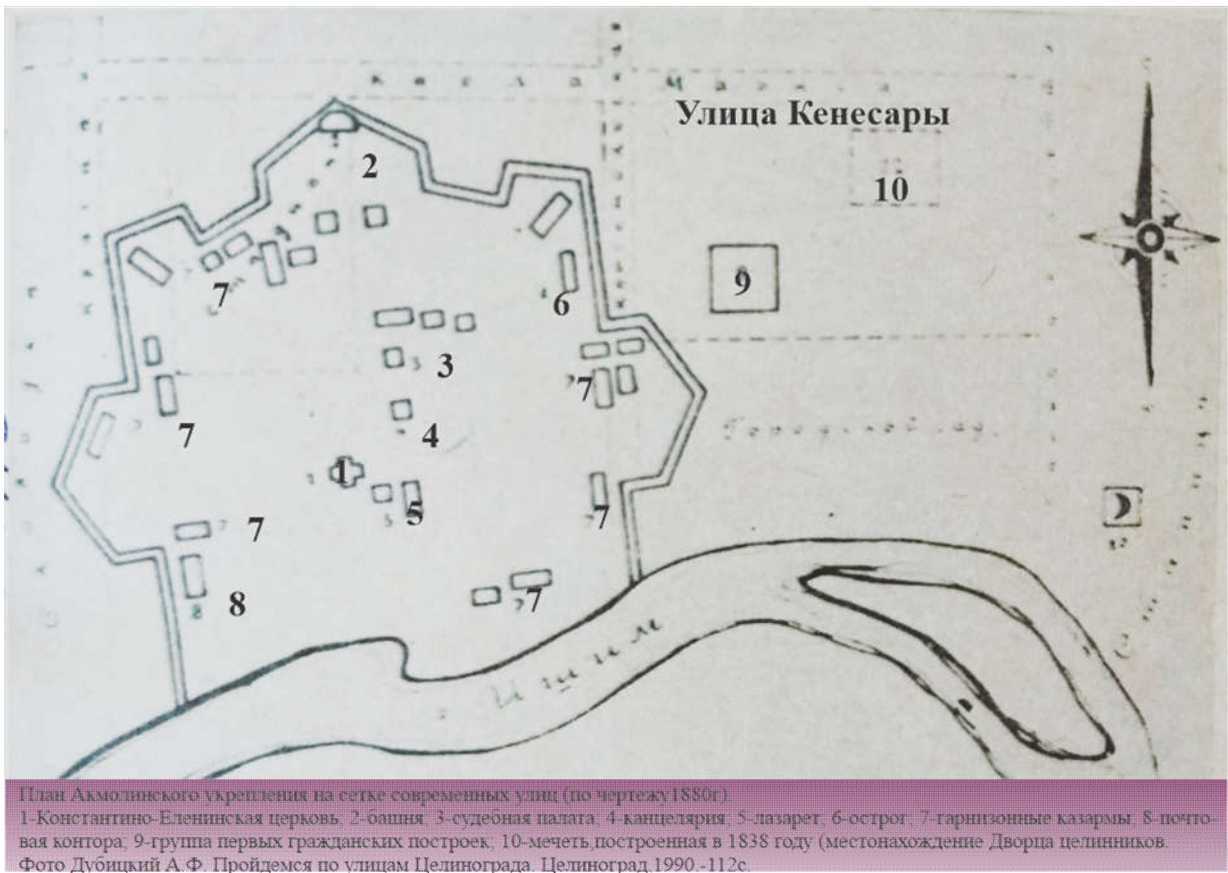 Улица Кенесары
2
10
9
7
6
3
7
7
4
1
5
7
7
8
7
8
Ишим
План Акмолинского укрепления на сетке современных улиц (по чертежу1880г)
1-Константино-Еленинская церковь; 2-башня; 3-судебная палата; 4-канцелярия; 5-лазарет; 6-острог; 7-гарнизонные казармы; 8-почто-
вая контора; 9-группа первых гражданских построек; 10-мечеть,построенная в 1838 году (местонахождение Дворца целинников.
Фото Дубицкий А.Ф. Пройдемся по улицам Целинограда. Целиноград,1990.-112с.